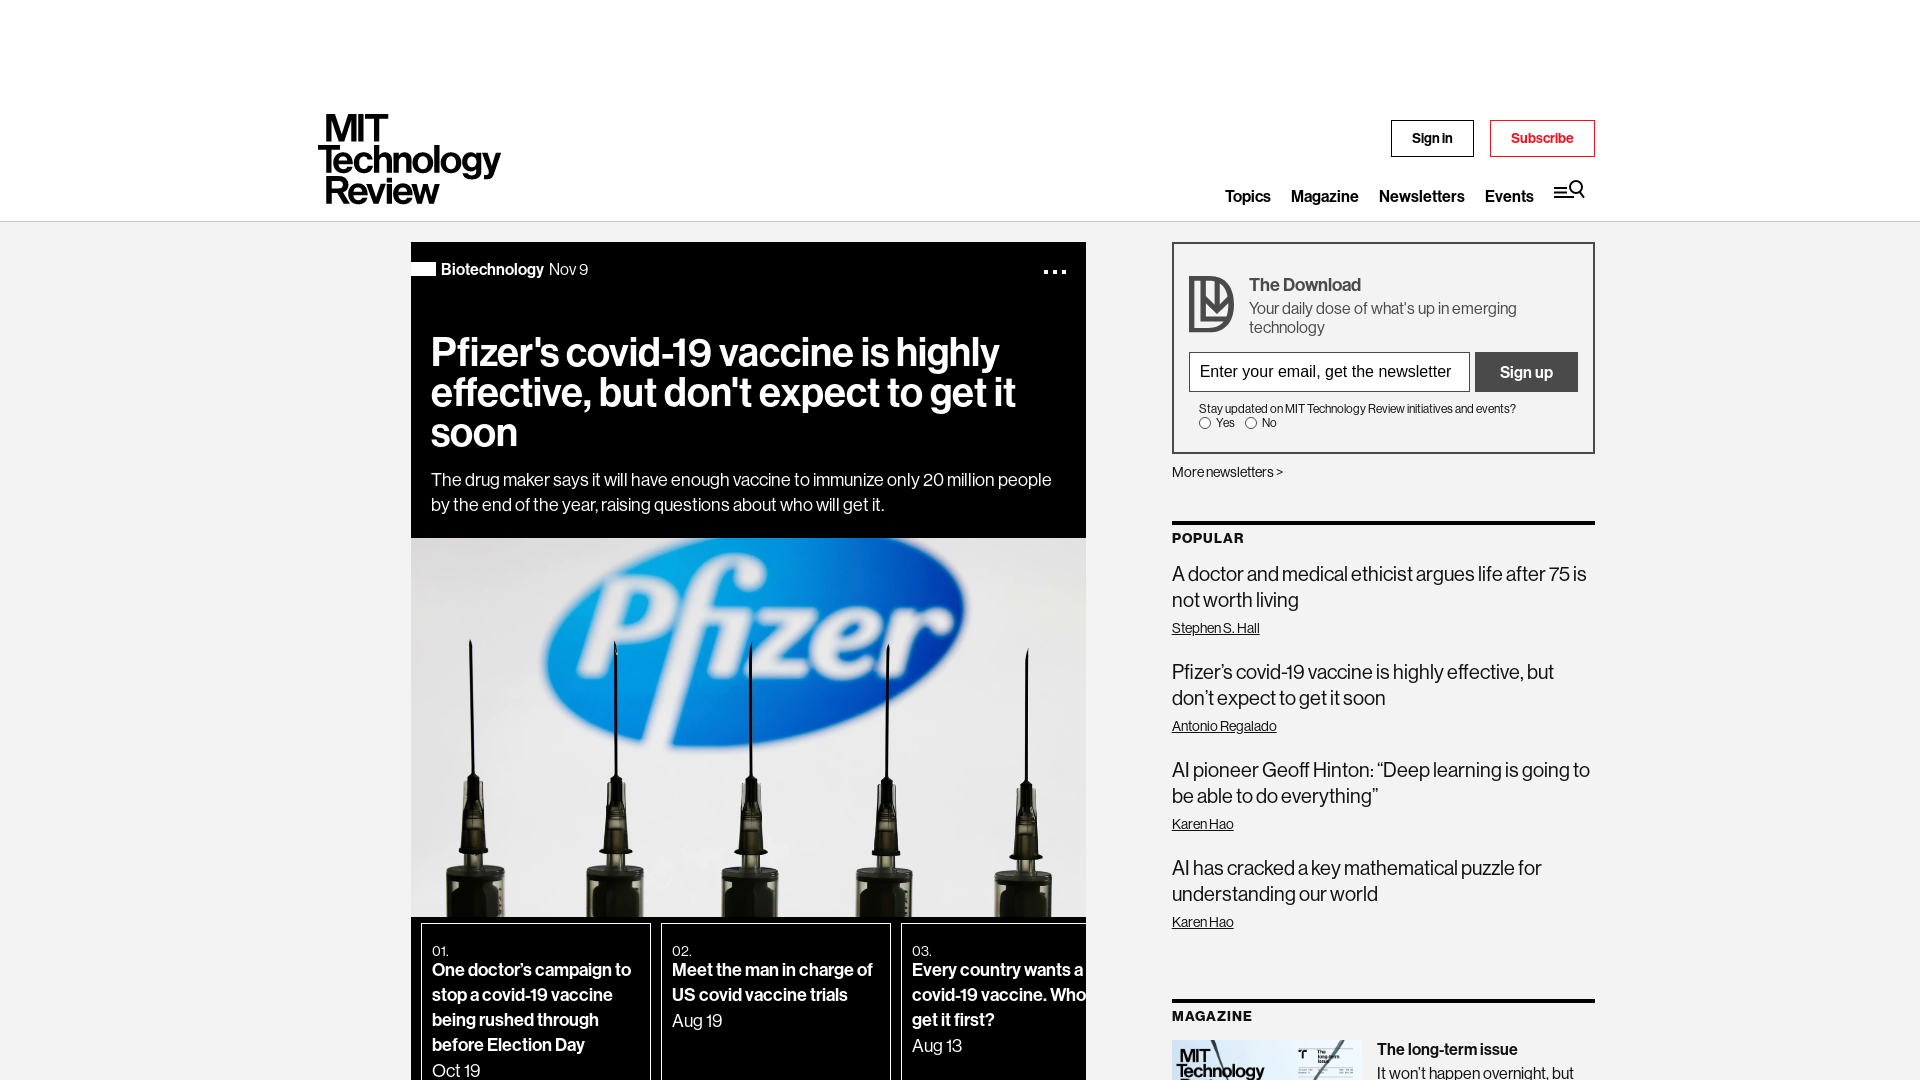 MIT
Technology
Review
Sign in
Subscribe
Topics
Magazine
Newsletters
Events
Biotechnology Nov 9
Pfizer's covid-19 vaccine is highly
effective, but don't expect to get it
soon
The drug maker says it will have enough vaccine to immunize only 20 million people
by the end of the year, raising questions about who will get it.
Pfizer
01.
One doctor's campaign to
stop a covid-19 vaccine
being rushed through
before Election Day
Oct 19
02.
Meet the man in charge of
US covid vaccine trials
Aug 19
03.
Every country wants a
covid-19 vaccine. Who
get it first?
Aug 13
The Download
Your daily dose of what's up in emerging
technology
Enter your email, get the newsletter
Sign up
Stay updated on MIT Technology Review initiatives and events?
Yes No
More newsletters >
POPULAR
A doctor and medical ethicist argues life after 75 is
not worth living
Stephen S. Hall
Pfizer’s covid-19 vaccine is highly effective, but
don’t expect to get it soon
Antonio Regalado
AI pioneer Geoff Hinton: “Deep learning is going to
be able to do everything”
Karen Hao
AI has cracked a key mathematical puzzle for
understanding our world
Karen Hao
MAGAZINE
MIT
Technology
The long-term issue
It won’t happen overnight, but